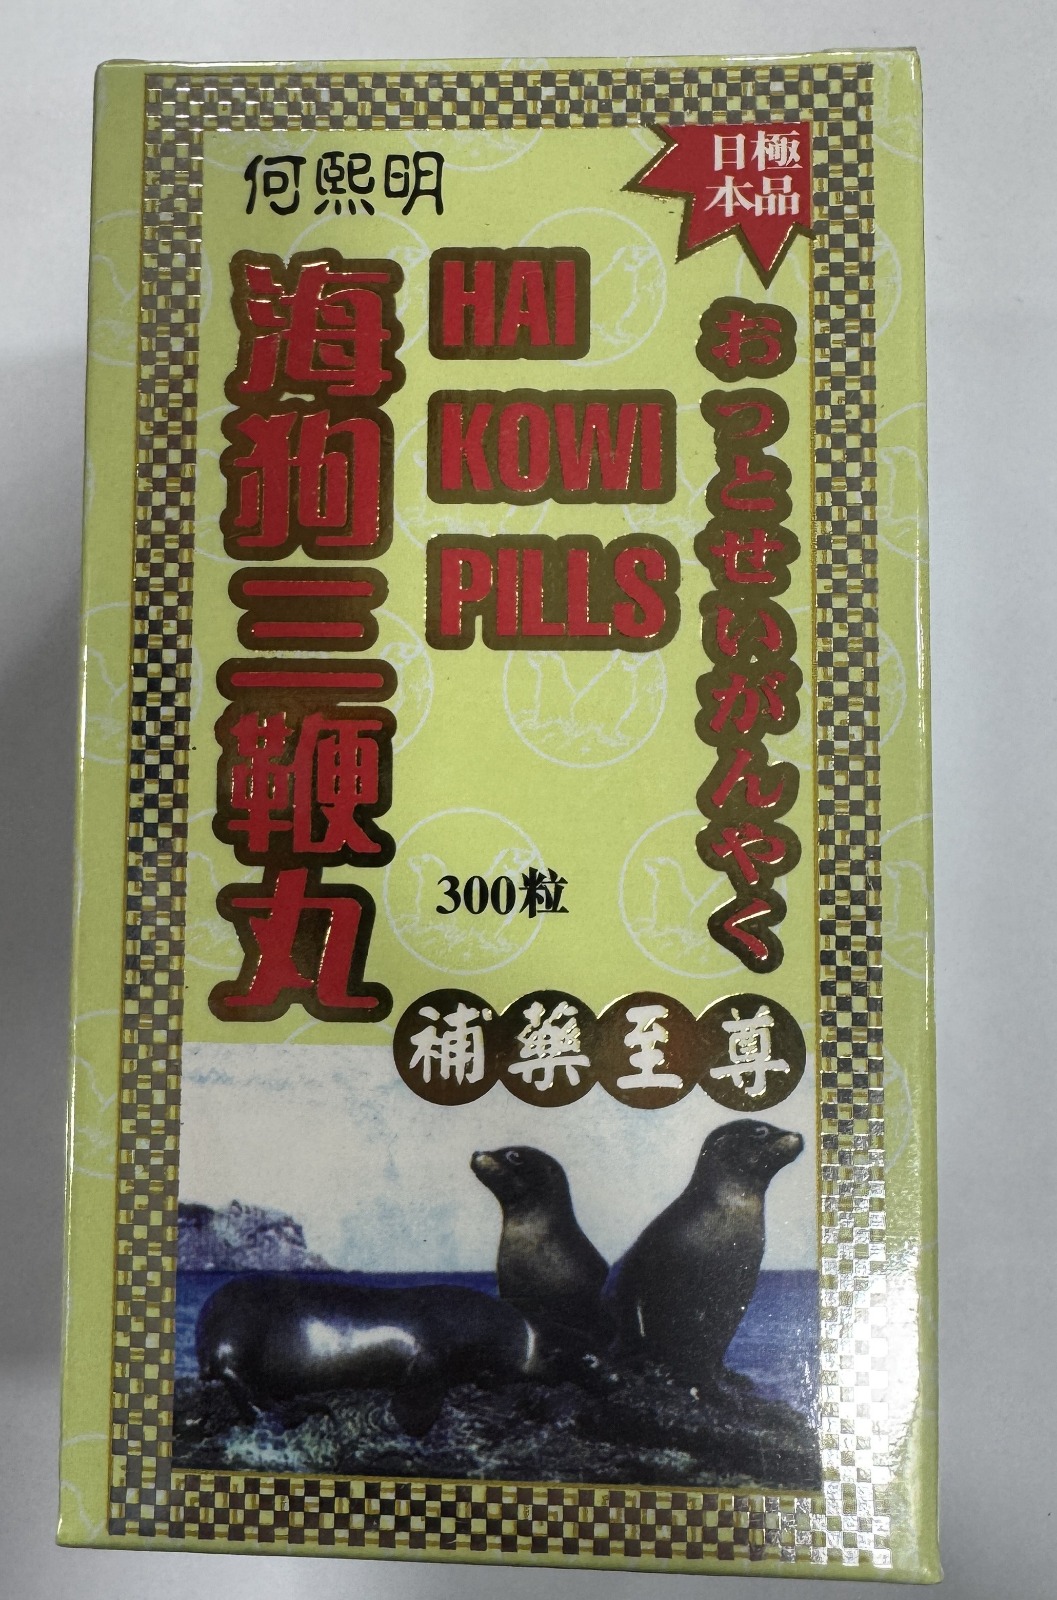 何熙明
日極
本品
海狗三鞭丸
HAI
KOWI
PILLS
おっとせいがんやく
300粒
補藥至尊